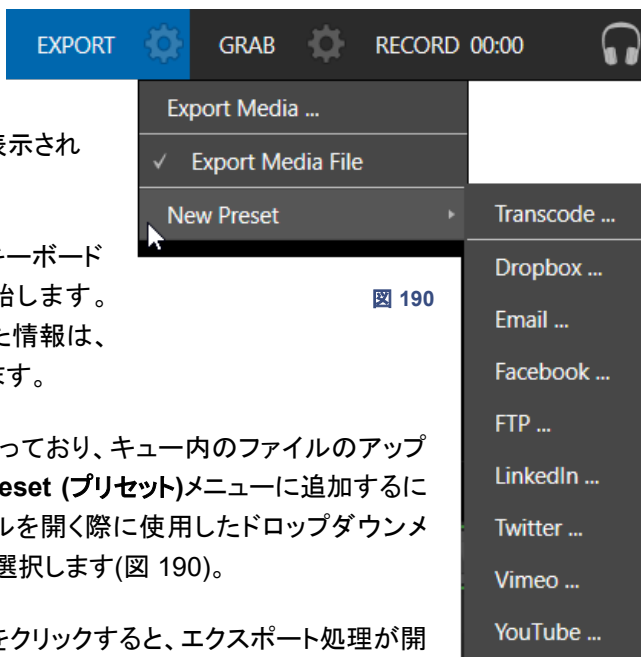 EXPORT GRAB RECORD 00:00
Export Media ...
✓ Export Media File
New Preset
Transcode ...
Dropbox ...
Email ...
Facebook ...
FTP ...
LinkedIn ...
Twitter ...
Vimeo ...
YouTube ...
表示され
キーボード
始します。
た情報は、
ます。
図 190
っており、キュー内のファイルのアップ
eset (プリセット)メニューに追加するに
ルを開く際に使用したドロップダウンメ
選択します(図 190)。
をクリックすると、エクスポート処理が開